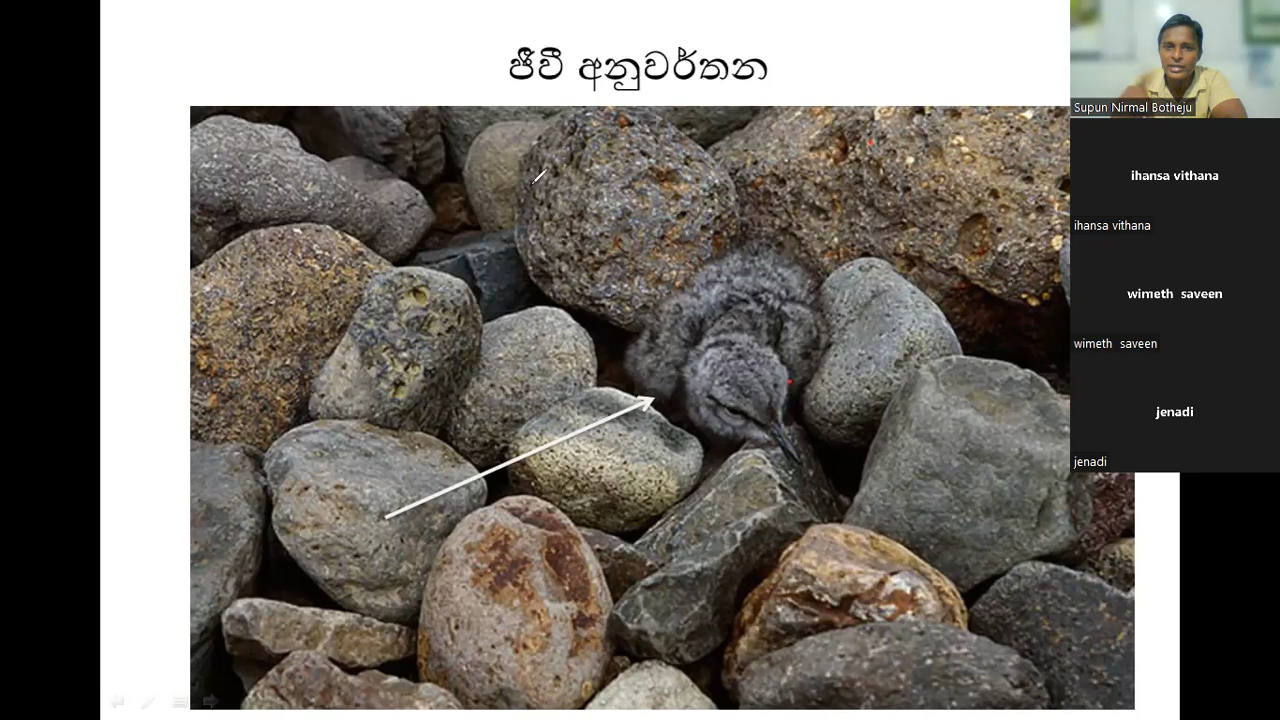 ජීවී අනුවර්තන
Supun Nirmal Botheju
ihansa vithana
ihansa vithana
wimeth saveen
wimeth saveen
jenadi
jenadi